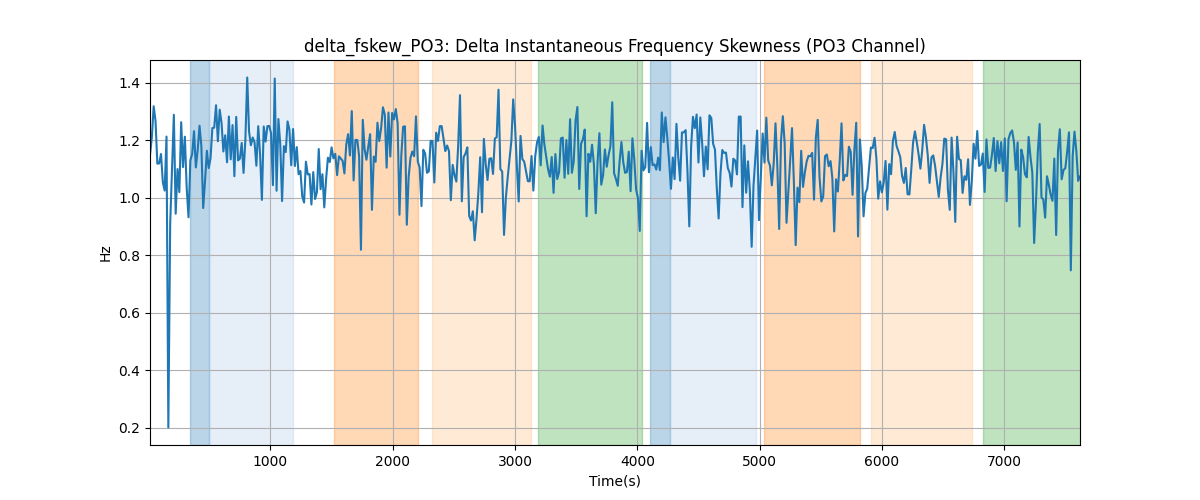 delta_fskew_PO3: Delta Instantaneous Frequency Skewness (PO3 Channel)
Hz
1.4
1.2
1.0
0.8
0.6
0.4
0.2
1000 2000 3000 4000 5000 6000 7000
Time(s)